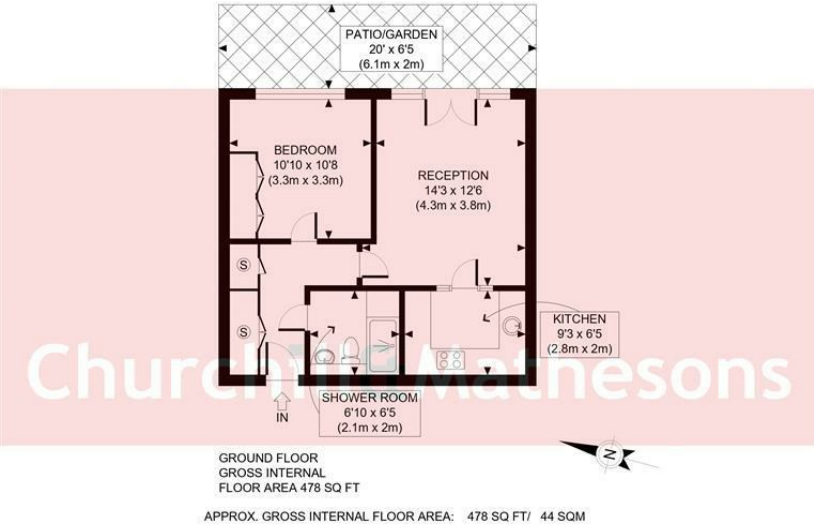 PATIO/GARDEN
20' x 6'5
(6.1m x 2m)
BEDROOM
10'10 x 10'8
(3.3m x 3.3m)
RECEPTION
14'3 x 12'6
(4.3m x 3.8m)
S
S
KITCHEN
9'3 x 6'5
(2.8m x 2m)
SHOWER ROOM
6'10 x 6'5
(2.1m x 2m)
IN
N
GROUND FLOOR
GROSS INTERNAL
FLOOR AREA 478 SQ FT
APPROX. GROSS INTERNAL FLOOR AREA: 478 SQ FT/ 44 SQM